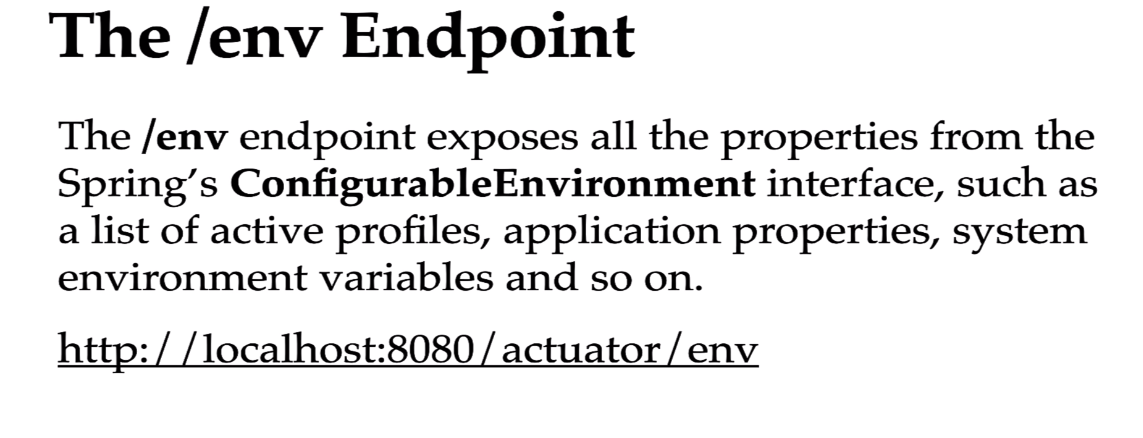 The /env Endpoint
The /env endpoint exposes all the properties from the
Spring’s ConfigurableEnvironment interface, such as
a list of active profiles, application properties, system
environment variables and so on.
http://localhost:8080/actuator/env